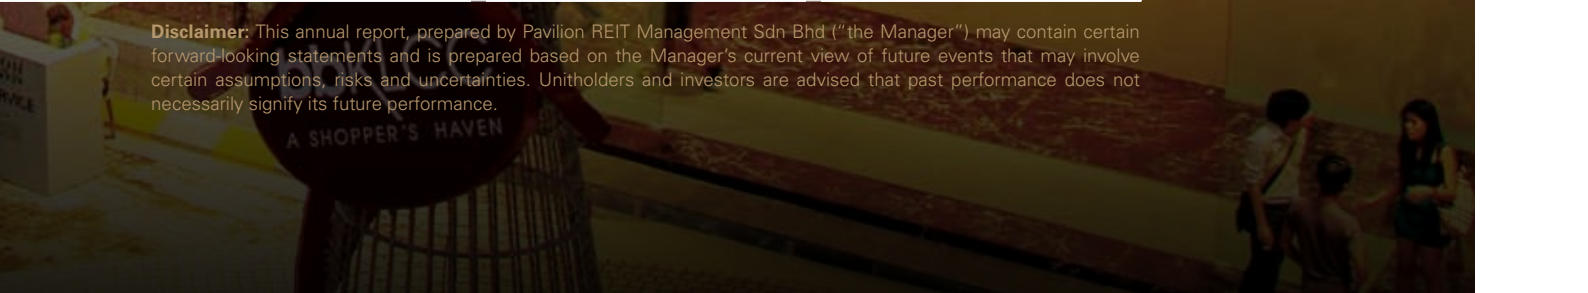 Disclaimer: This annual report, prepared by Pavilion REIT Management Sdn Bhd (“the Manager”) may contain certain
forward-looking statements and is prepared based on the Manager’s current view of future events that may involve
certain assumptions, risks and uncertainties. Unitholders and investors are advised that past performance does not
necessarily signify its future performance.
A SHOPPER'S HAVEN